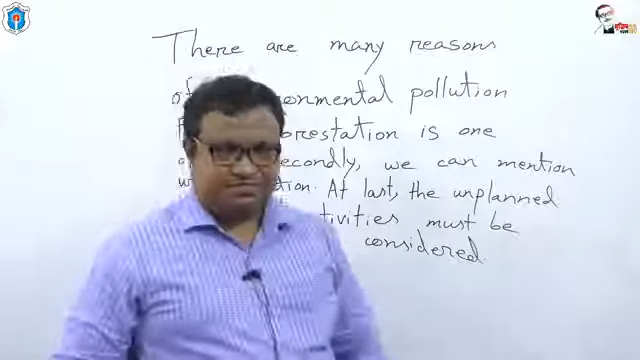 There are many reasons
of onmental pollution
orestation is one
econdly, we can mention
tion. At last, the unplanned
tivities must be
considered.